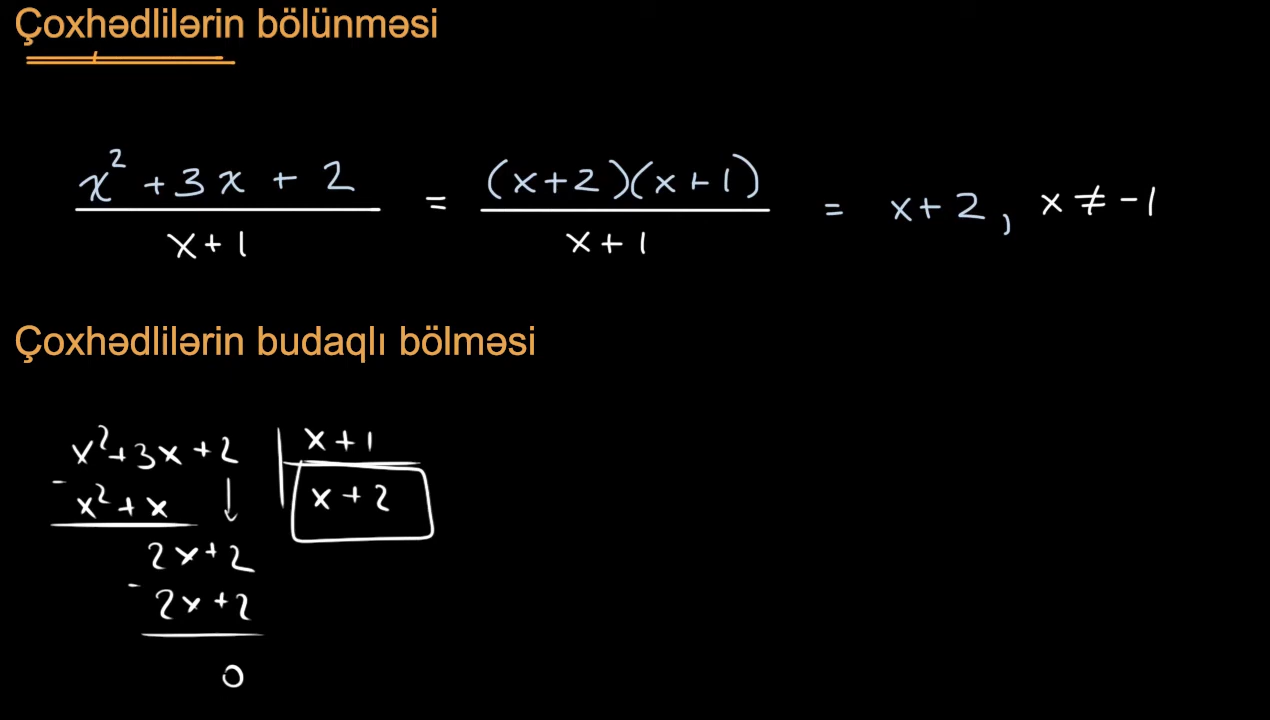 Çoxhədlilərin bölünməsi
x² + 3x + 2 / x + 1 = (x+2)(x+1) / x + 1 = x + 2, x ≠ -1
Çoxhədlilərin budaqlı bölməsi
x² + 3x + 2 | x + 1
- x² + x ↓ x + 2
2x + 2
- 2x + 2
0